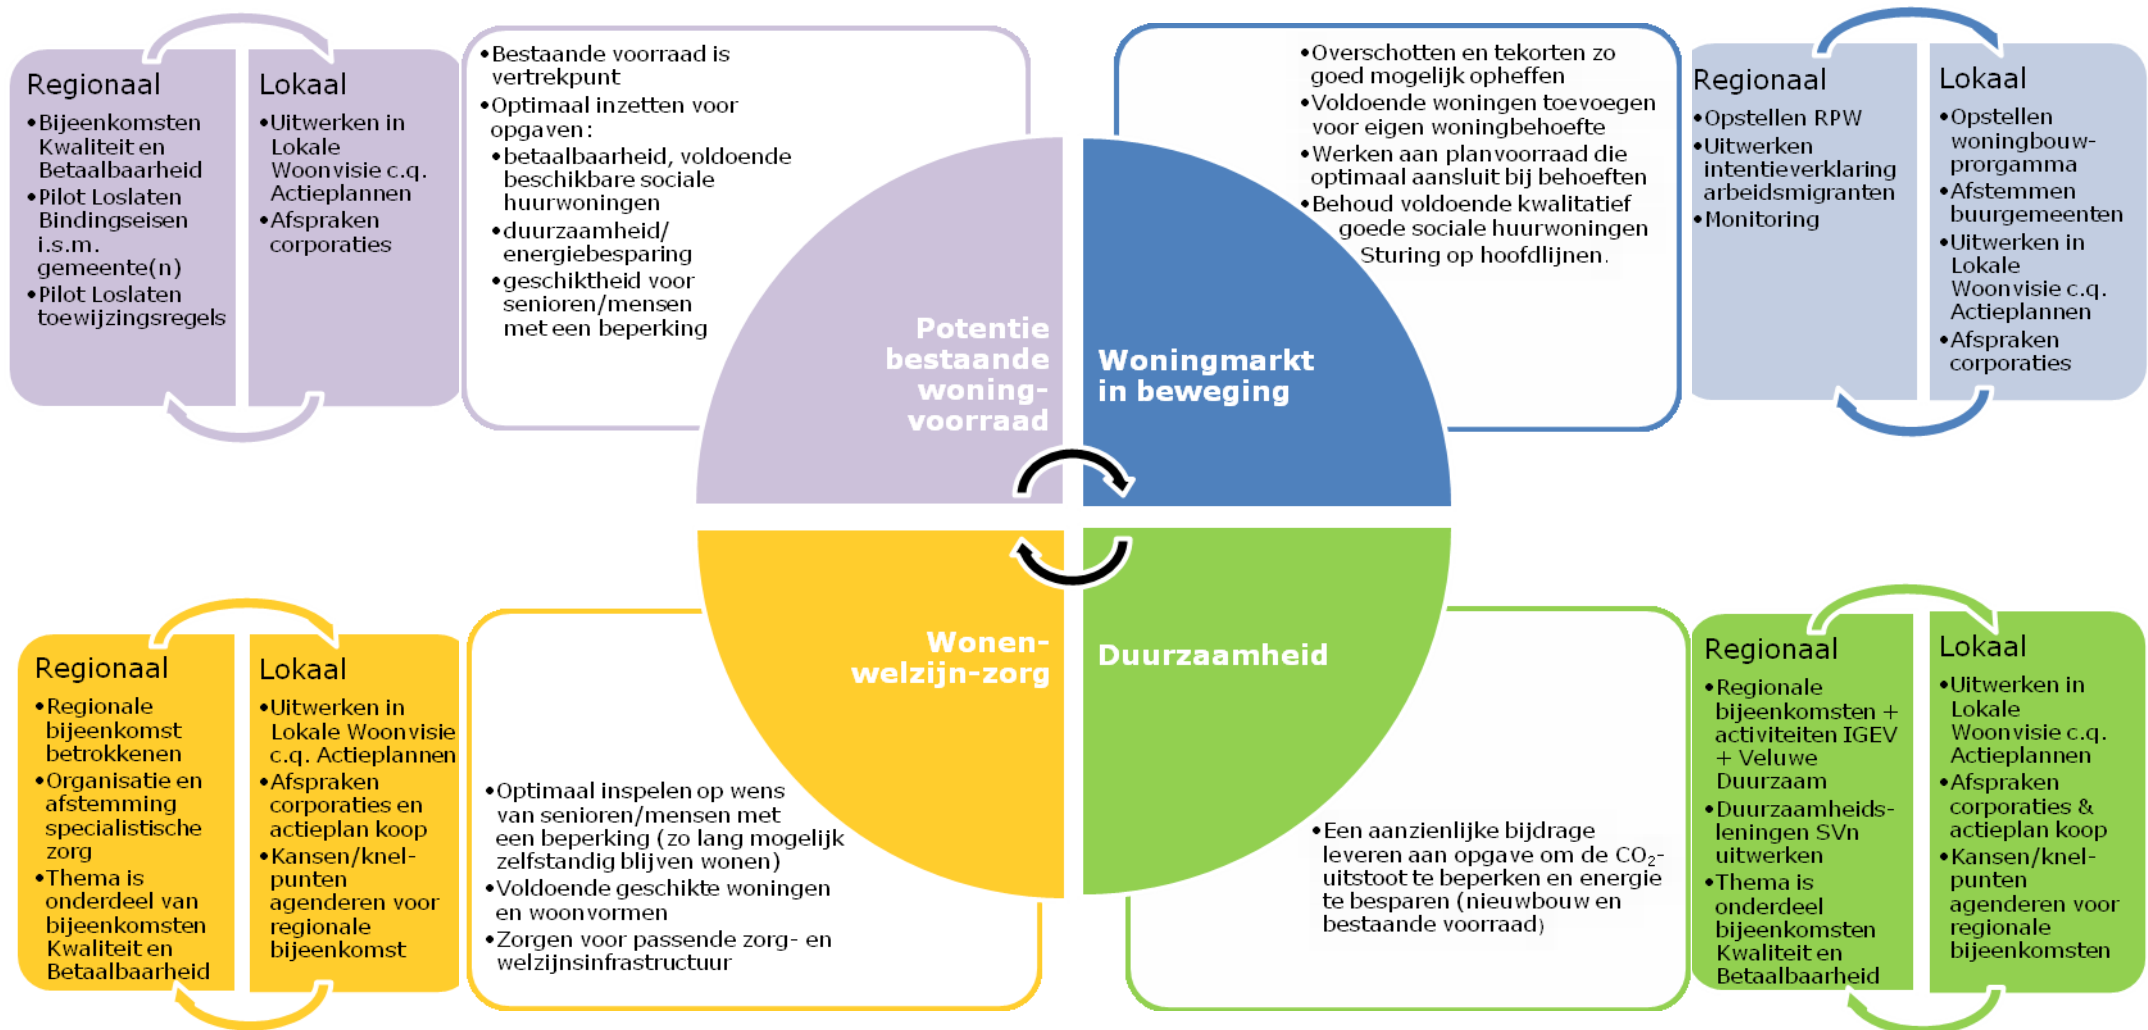 Regionaal
•Bijeenkomsten
Kwaliteit en
Betaalbaarheid
•Pilot Loslaten
Bindingseisen
i.s.m.
gemeente(n)
•Pilot Loslaten
toewijzingsregels
Lokaal
•Uitwerken in
Lokale
Woonvisie c.q.
Actieplannen
•Afspraken
corporaties
•Bestaande voorraad is
vertrekpunt
•Optimaal inzetten voor
opgaven:
•betaalbaarheid, voldoende
beschikbare sociale
huurwoningen
•duurzaamheid/
energiebesparing
•geschiktheid voor
senioren/mensen
met een beperking
Potentie
bestaande
woning-
voorraad
•Overschotten en tekorten zo
goed mogelijk opheffen
•Voldoende woningen toevoegen
voor eigen woningbehoefte
•Werken aan planvoorraad die
optimaal aansluit bij behoeften
•Behoud voldoende kwalitatief
goede sociale huurwoningen
Sturing op hoofdlijnen.
Woningmarkt
in beweging
Regionaal
•Opstellen RPW
•Uitwerken
intentieverklaring
arbeidsmigranten
•Monitoring
Lokaal
•Opstellen
woningbouw-
prorgamma
•Afstemmen
buurgemeenten
•Uitwerken in
Lokale
Woonvisie c.q.
Actieplannen
•Afspraken
corporaties
Regionaal
•Regionale
bijeenkomst
betrokkenen
•Organisatie en
afstemming
specialistische
zorg
•Thema is
onderdeel van
bijeenkomsten
Kwaliteit en
Betaalbaarheid
Lokaal
•Uitwerken in
Lokale Woonvisie
c.q. Actieplannen
•Afspraken
corporaties en
actieplan koop
•Kansen/knel-
punten
agenderen voor
regionale
bijeenkomst
•Optimaal inspelen op wens
van senioren/mensen met
een beperking (zo lang mogelijk
zelfstandig blijven wonen)
•Voldoende geschikte woningen
en woonvormen
•Zorgen voor passende zorg- en
welzijnsinfrastructuur
Wonen-
welzijn-zorg
Duurzaamheid
•Een aanzienlijke bijdrage
leveren aan opgave om de CO₂-
uitstoot te beperken en energie
te besparen (nieuwbouw en
bestaande voorraad)
Regionaal
•Regionale
bijeenkomsten +
activiteiten IGEV
+ Veluwe
Duurzaam
•Duurzaamheids-
leningen SVn
uitwerken
•Thema is
onderdeel
bijeenkomsten
Kwaliteit en
Betaalbaarheid
Lokaal
•Uitwerken in
Lokale
Woonvisie c.q.
Actieplannen
•Afspraken
corporaties &
actieplan koop
•Kansen/knel-
punten
agenderen voor
regionale
bijeenkomsten